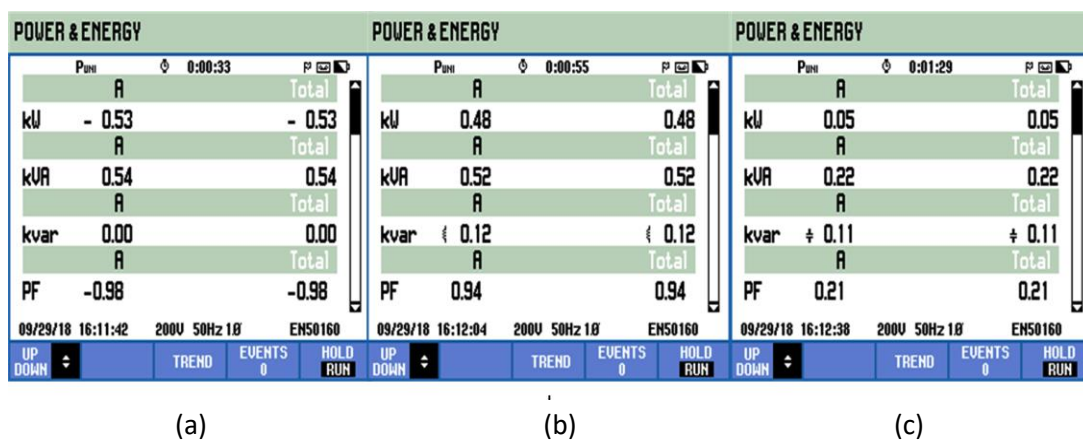 POWER & ENERGY
PUNI 0:00:33
A Total
kW - 0.53 - 0.53
A Total
kVA 0.54 0.54
A Total
kvar 0.00 0.00
A Total
PF -0.98 -0.98
09/29/18 16:11:42 200V 50Hz 1Ø EN50160
UP DOWN TREND EVENTS 0 HOLD RUN
(a)
POWER & ENERGY
PUNI 0:00:55
A Total
kW 0.48 0.48
A Total
kVA 0.52 0.52
A Total
kvar 0.12 0.12
A Total
PF 0.94 0.94
09/29/18 16:12:04 200V 50Hz 1Ø EN50160
UP DOWN TREND EVENTS 0 HOLD RUN
(b)
POWER & ENERGY
PUNI 0:01:29
A Total
kW 0.05 0.05
A Total
kVA 0.22 0.22
A Total
kvar 0.11 0.11
A Total
PF 0.21 0.21
09/29/18 16:12:38 200V 50Hz 1Ø EN50160
UP DOWN TREND EVENTS 0 HOLD RUN
(c)